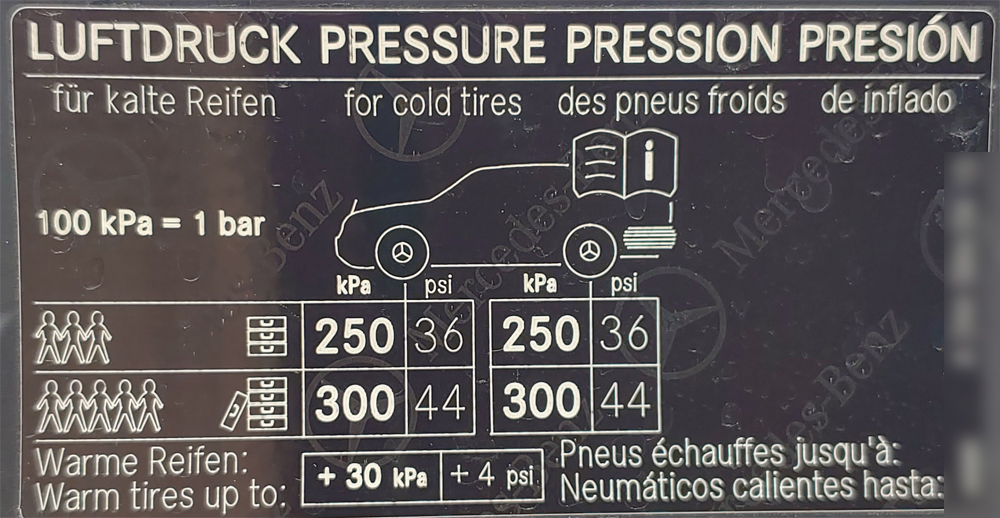 LUFTDRUCK PRESSURE PRESSION PRESIÓN
für kalte Reifen for cold tires des pneus froids de inflado
i
100 kPa = 1 bar
kPa psi kPa psi
250 36 250 36
300 44 300 44
Warme Reifen: Pneus échauffes jusqu'à:
Warm tires up to: + 30 kPa + 4 psi Neumáticos calientes hasta:
Mercedes-Benz